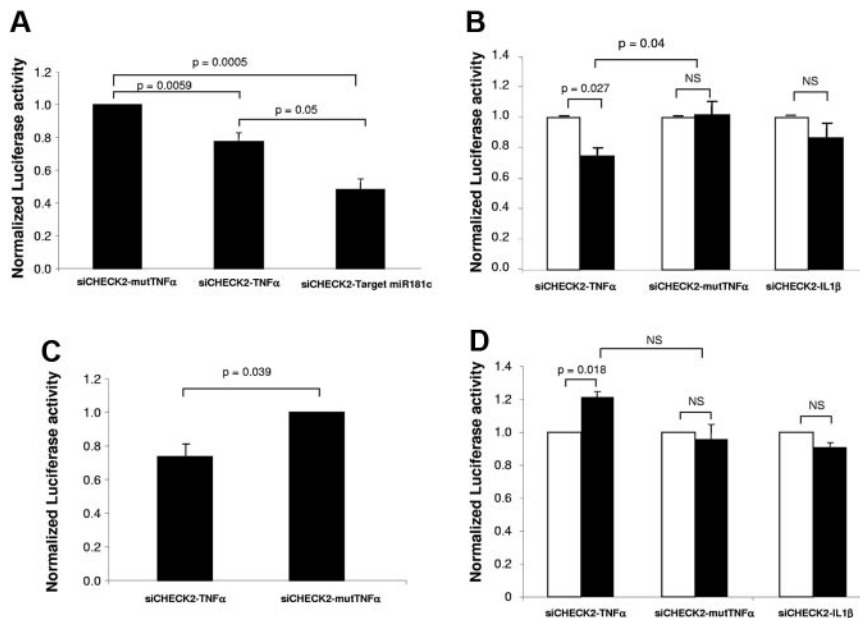 A
Normalized Luciferase activity
p = 0.0005
p = 0.0059
p = 0.05
1.2
1.0
0.8
0.6
0.4
0.2
0.0
siCHECK2-mutTNFα
siCHECK2-TNFα
siCHECK2-Target miR181c
B
Normalized Luciferase activity
p = 0.04
p = 0.027
NS
NS
1.4
1.2
1.0
0.8
0.6
0.4
0.2
0.0
siCHECK2-TNFα
siCHECK2-mutTNFα
siCHECK2-IL1β
C
Normalized Luciferase activity
p = 0.039
1.2
1.0
0.8
0.6
0.4
0.2
0.0
siCHECK2-TNFα
siCHECK2-mutTNFα
D
Normalized Luciferase activity
NS
p = 0.018
NS
NS
1.4
1.2
1.0
0.8
0.6
0.4
0.2
0.0
siCHECK2-TNFα
siCHECK2-mutTNFα
siCHECK2-IL1β